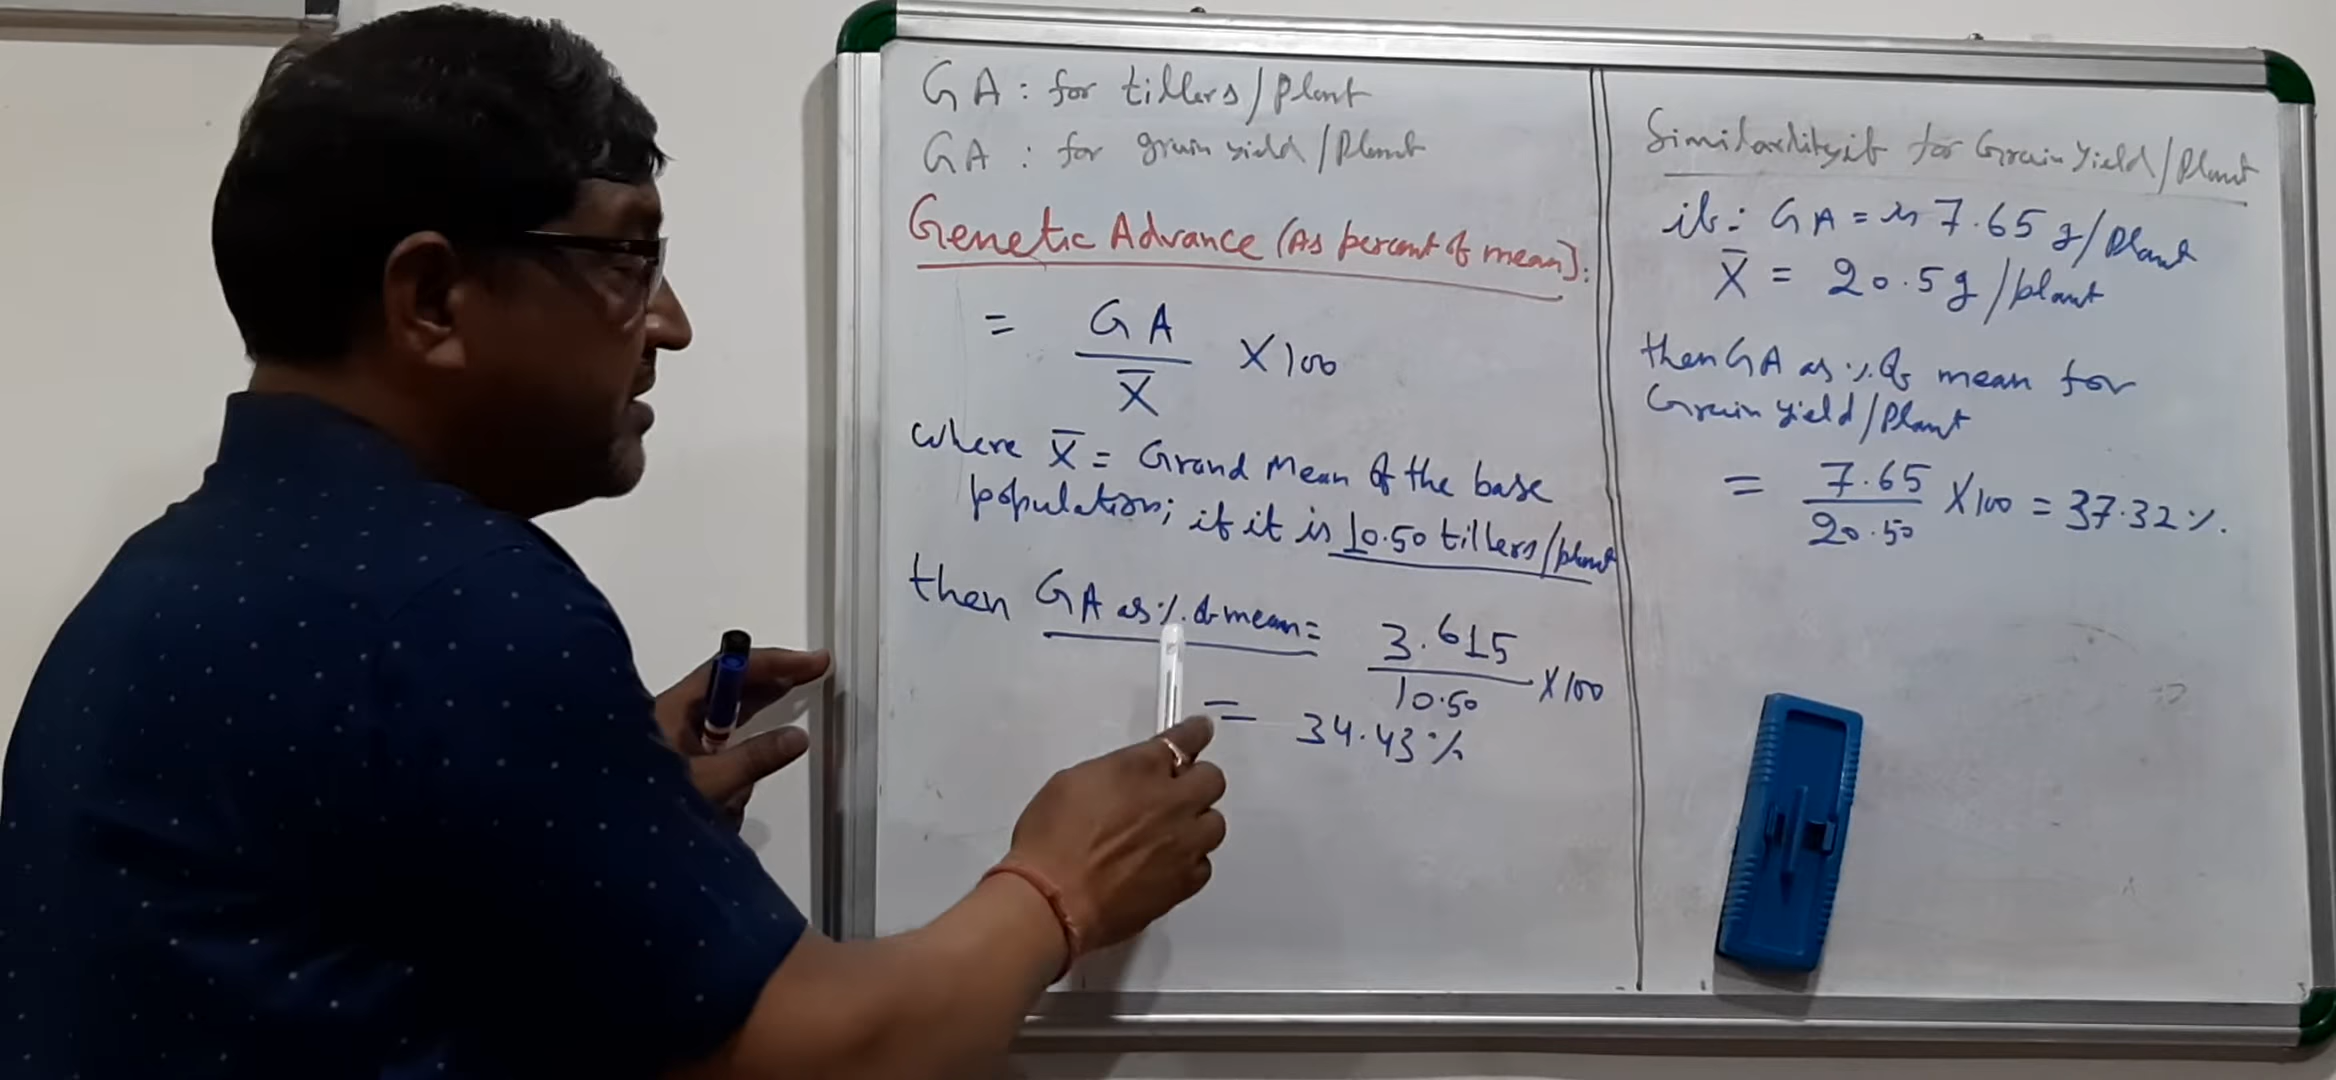 GA : for tillers/plant
GA : for grain yield/Plant
Genetic Advance (As percent of mean):
= GA / X̄ X 100
where X̄ = Grand Mean of the base
population; if it is 10.50 tillers/plant
then GA as % of mean = 3.615 / 10.50 X 100
= 34.43 %
if for Grain Yield/Plant
if : GA = is 7.65 g/Plant
X̄ = 20.5 g/plant
then GA as % of mean for
Grain yield/Plant
= 7.65 / 20.50 X 100 = 37.32 %.